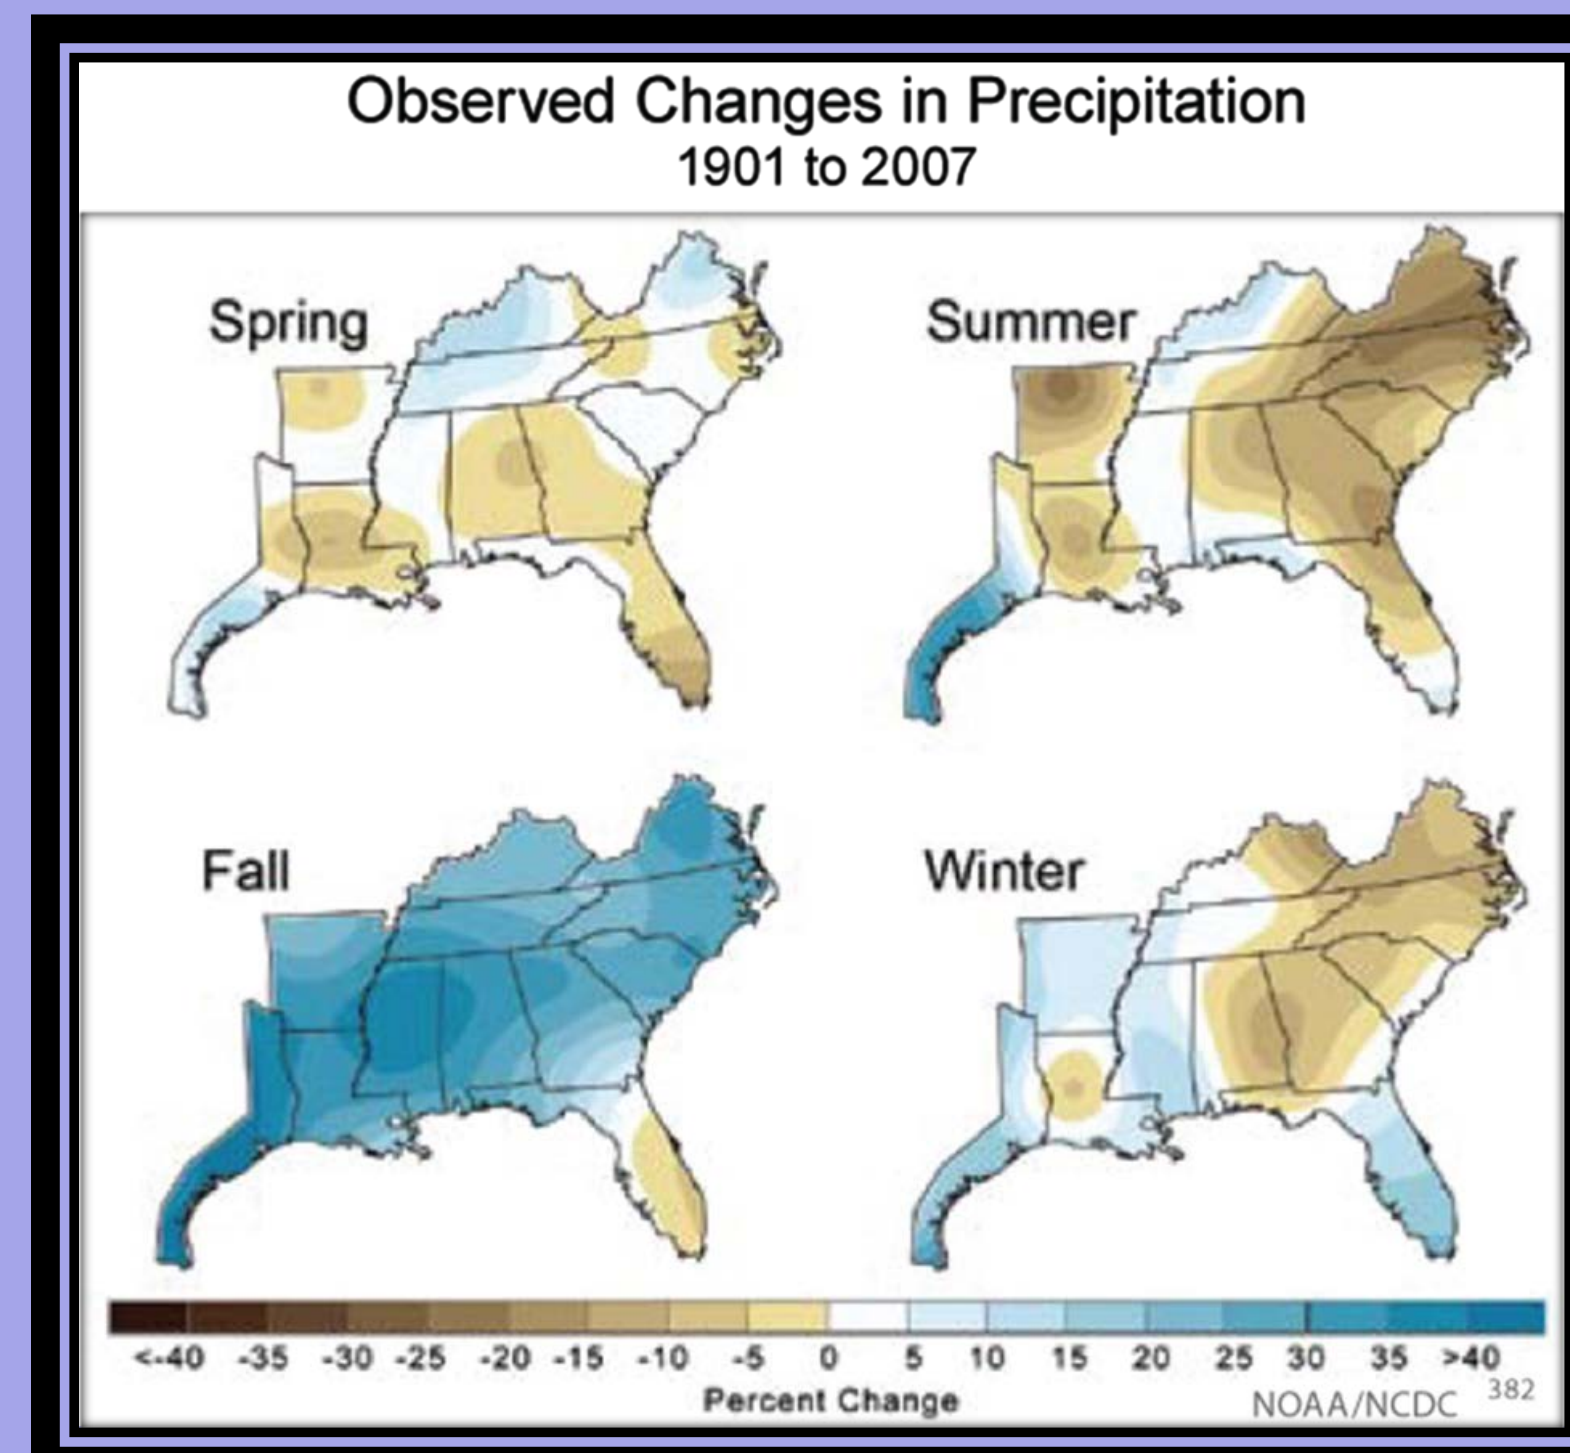 Observed Changes in Precipitation
1901 to 2007
Spring
Summer
Fall
Winter
<-40 -35 -30 -25 -20 -15 -10 -5 0 5 10 15 20 25 30 35 >40
Percent Change
NOAA/NCDC 382